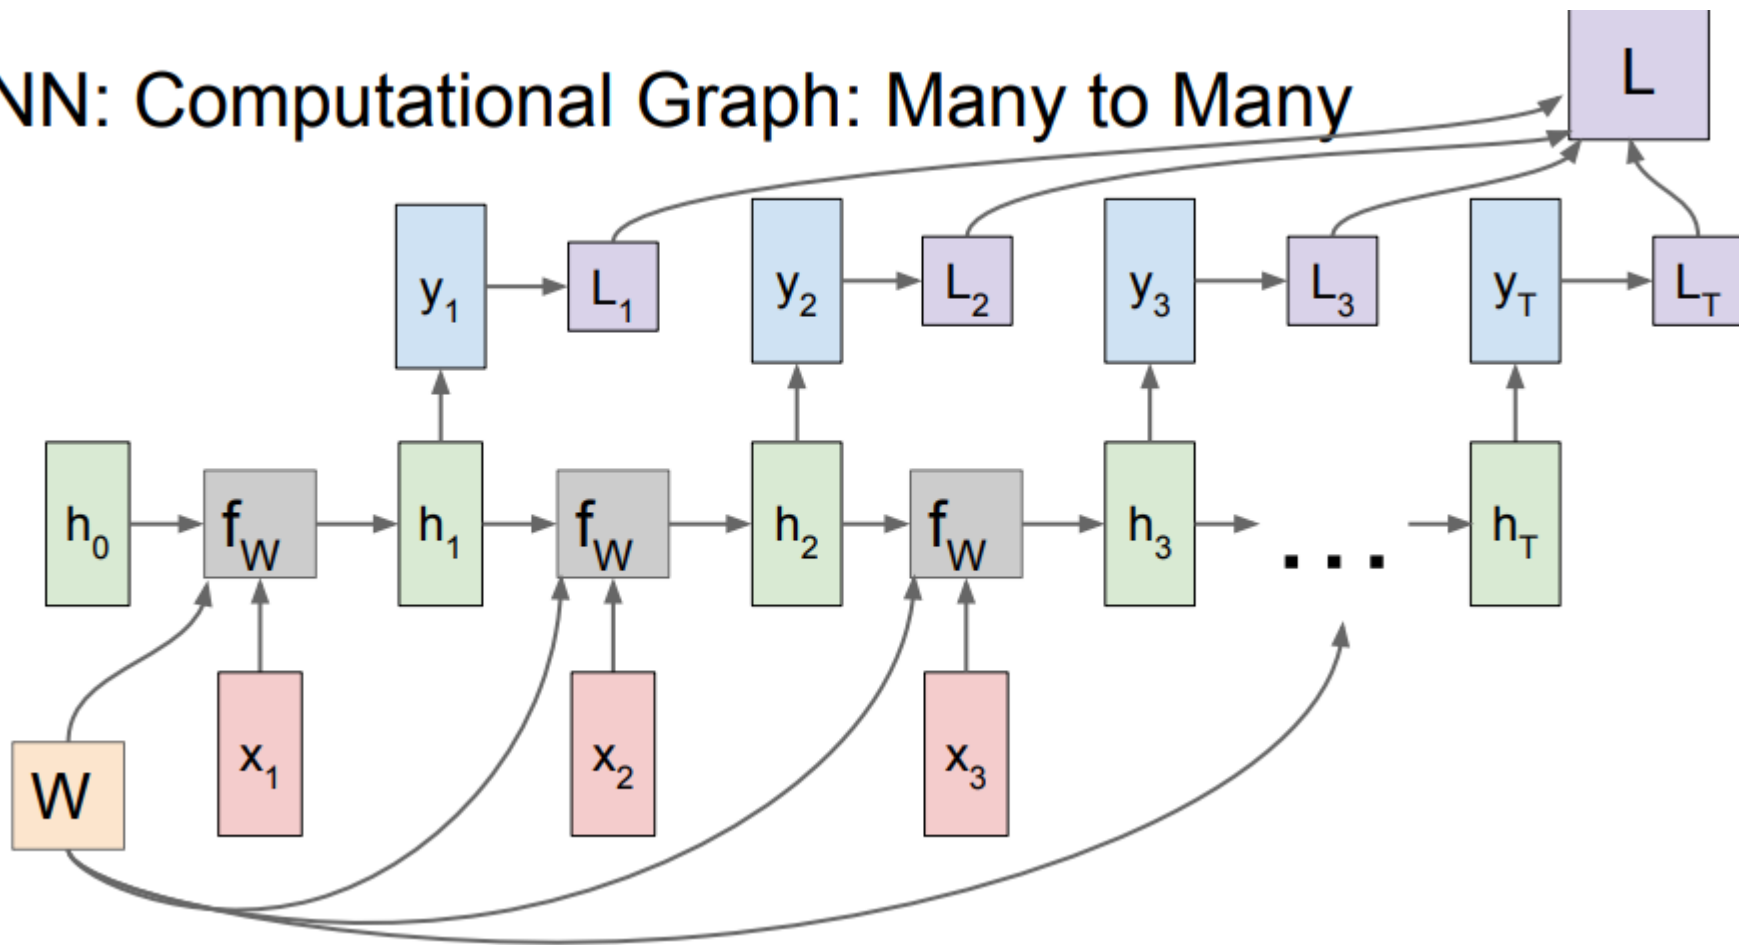 NN: Computational Graph: Many to Many
L
y1 L1 y2 L2 y3 L3 yT LT
h0 fW h1 fW h2 fW h3 ... hT
W x1 x2 x3